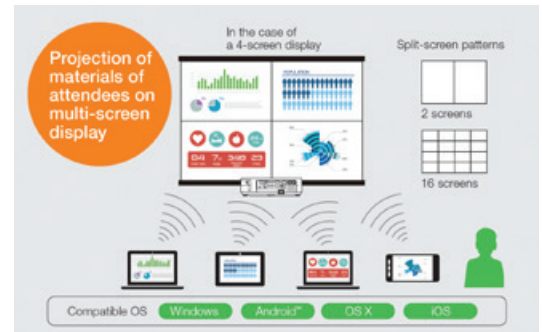 Projection of
materials of
attendees on
multi-screen
display
In the case of
a 4-screen display
Split-screen patterns
2 screens
16 screens
POPULATION
Compatible OS
Windows
Android™
OS X
iOS